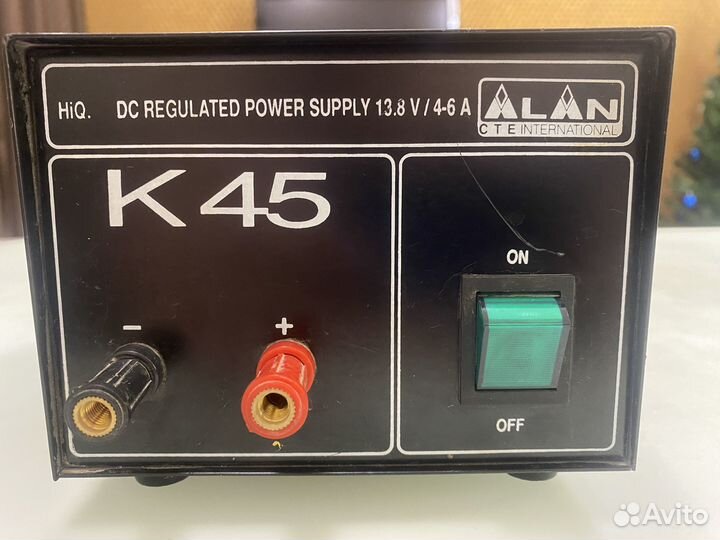 HiQ. DC REGULATED POWER SUPPLY 13.8 V / 4-6 A
ALAN
CTE INTERNATIONAL
K 45
ON
- +
OFF
Avito